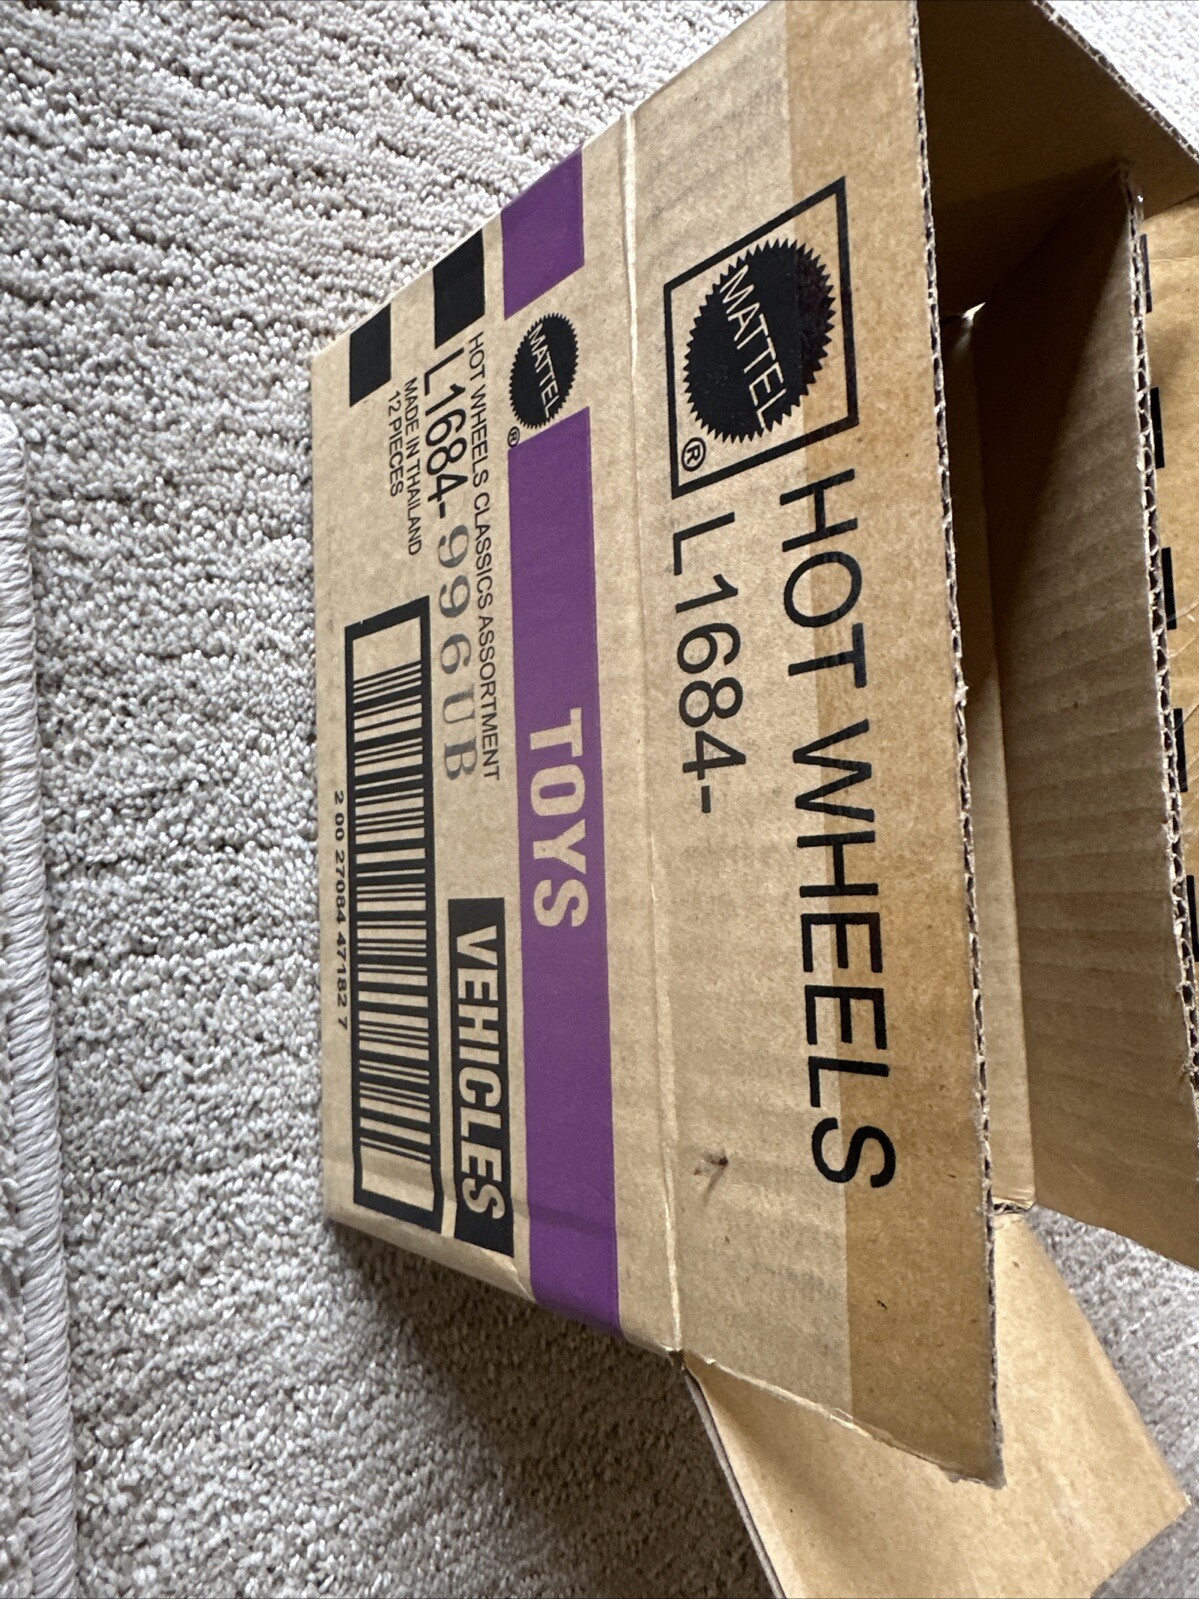 MATTEL
®
HOT WHEELS
L1684-
MATTEL
®
TOYS
HOT WHEELS CLASSICS ASSORTMENT
L1684-996UB
VEHICLES
MADE IN THAILAND
12 PIECES
2 00 27084 47182 7